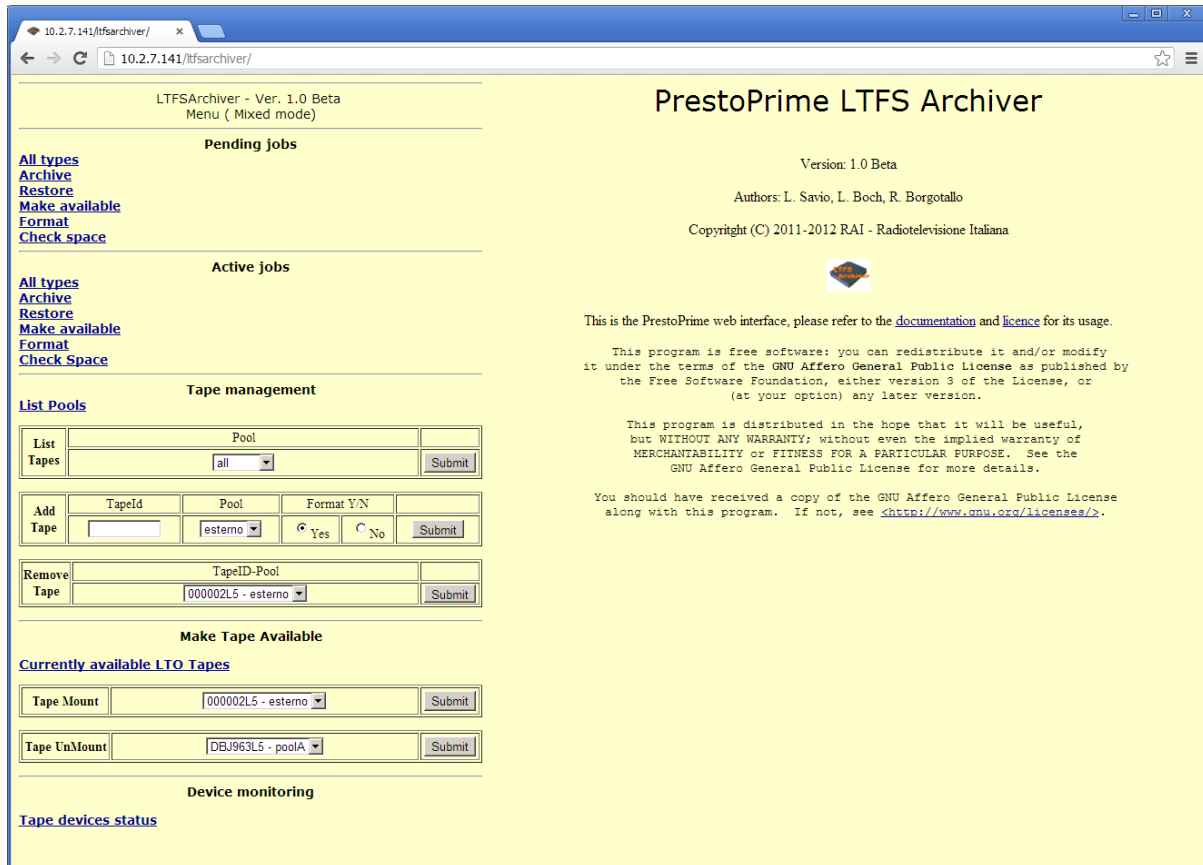 10.2.7.141/ltfsarchiver/
10.2.7.141/ltfsarchiver/
LTFSArchiver - Ver. 1.0 Beta
Menu ( Mixed mode)
Pending jobs
All types
Archive
Restore
Make available
Format
Check space
Active jobs
All types
Archive
Restore
Make available
Format
Check Space
Tape management
List Pools
List Tapes
Pool
all
Submit
Add Tape
TapeId Pool Format Y/N
esterno Yes No Submit
Remove Tape
TapeID-Pool
000002L5 - esterno Submit
Make Tape Available
Currently available LTO Tapes
Tape Mount 000002L5 - esterno Submit
Tape UnMount DBJ963L5 - poolA Submit
Device monitoring
Tape devices status
PrestoPrime LTFS Archiver
Version: 1.0 Beta
Authors: L. Savio, L. Boch, R. Borgotallo
Copyritght (C) 2011-2012 RAI - Radiotelevisione Italiana
LTFS
Archiver
This is the PrestoPrime web interface, please refer to the documentation and licence for its usage.
This program is free software: you can redistribute it and/or modify
it under the terms of the GNU Affero General Public License as published by
the Free Software Foundation, either version 3 of the License, or
(at your option) any later version.
This program is distributed in the hope that it will be useful,
but WITHOUT ANY WARRANTY; without even the implied warranty of
MERCHANTABILITY or FITNESS FOR A PARTICULAR PURPOSE. See the
GNU Affero General Public License for more details.
You should have received a copy of the GNU Affero General Public License
along with this program. If not, see <http://www.gnu.org/licenses/>.